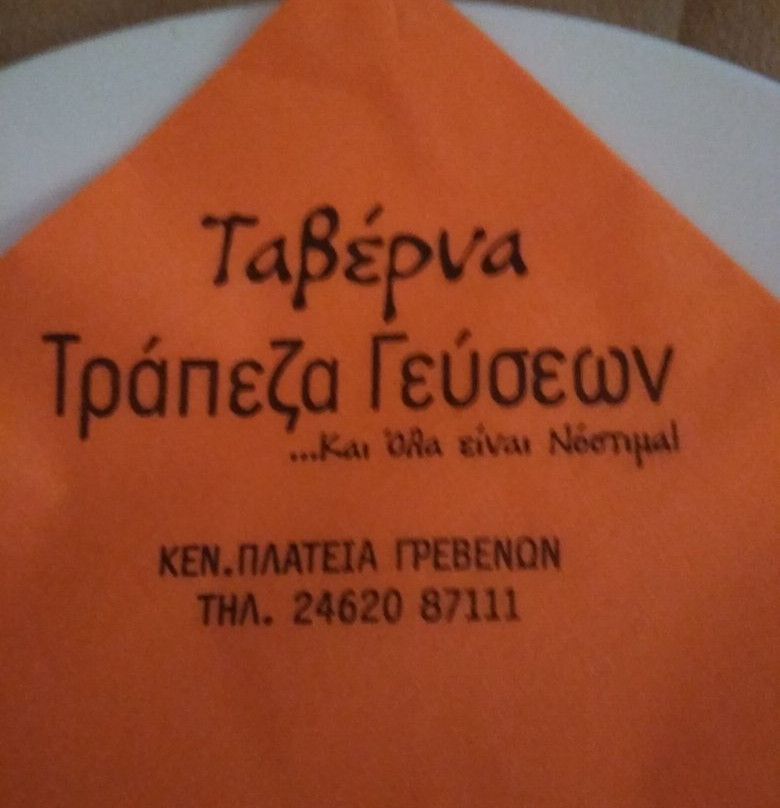 Ταβέρνα
Τράπεζα Γεύσεων
...Και Όλα είναι Νόστιμα!
ΚΕΝ.ΠΛΑΤΕΙΑ ΓΡΕΒΕΝΩΝ
ΤΗΛ. 24620 87111